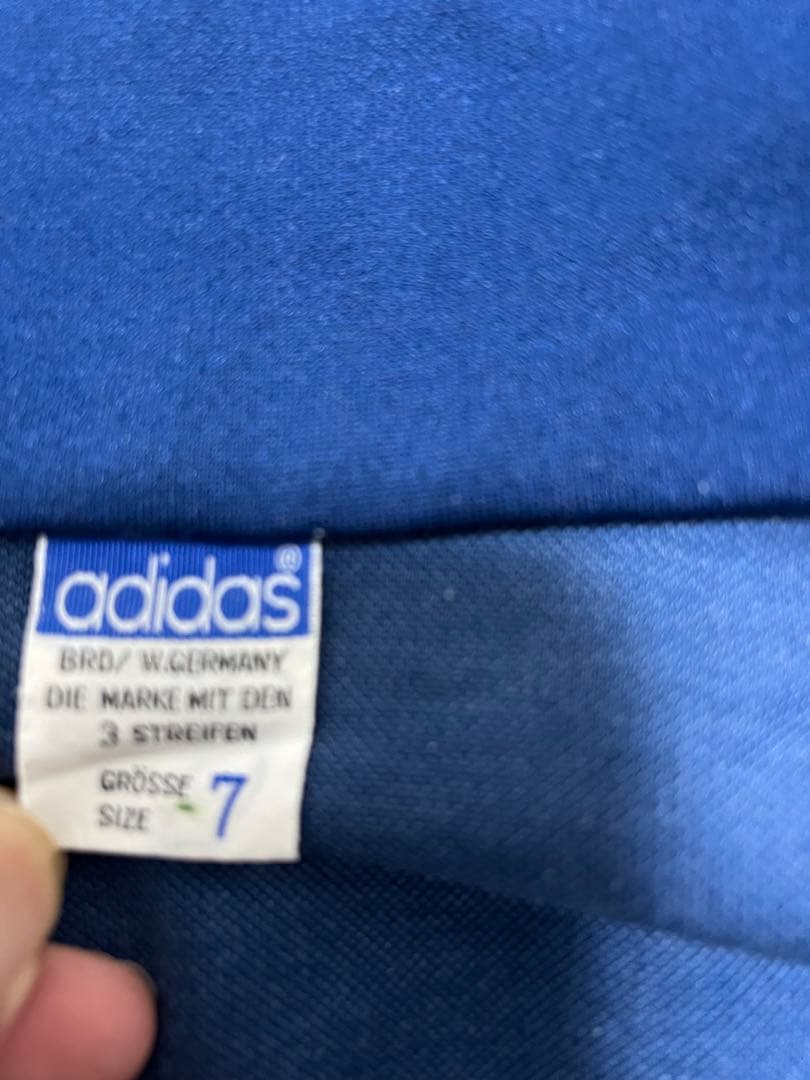 adidas®
BRD/ W.GERMANY
DIE MARKE MIT DEN
3 STREIFEN
GRÖSSE 7
SIZE